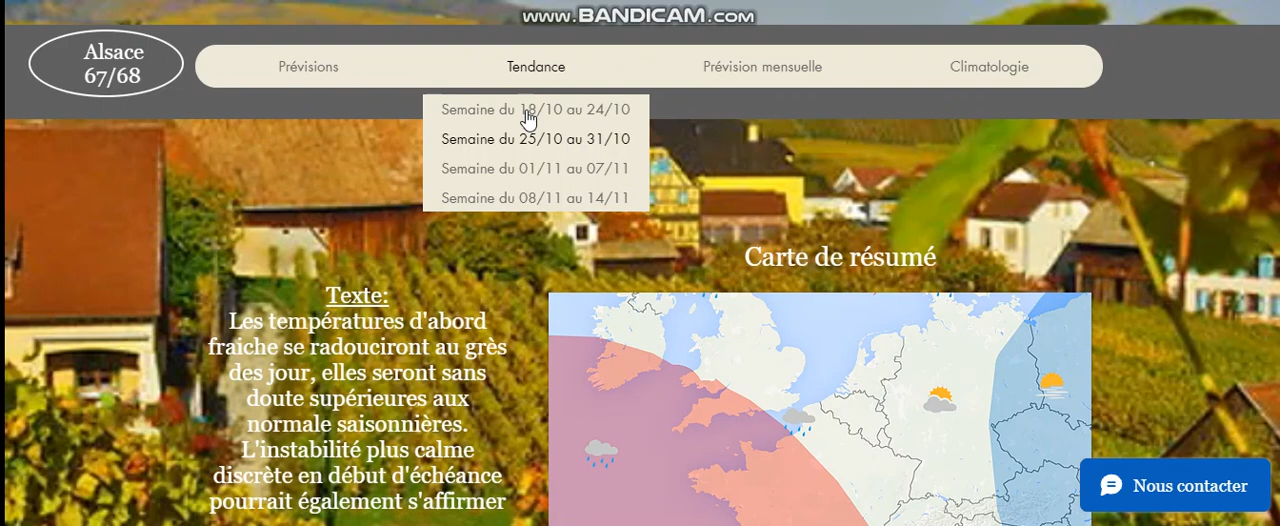 www.BANDICAM.com
Alsace
67/68
Prévisions
Tendance
Prévision mensuelle
Climatologie
Semaine du 18/10 au 24/10
Semaine du 25/10 au 31/10
Semaine du 01/11 au 07/11
Semaine du 08/11 au 14/11
Carte de résumé
Texte:
Les températures d'abord
fraiche se radouciront au grès
des jour, elles seront sans
doute supérieures aux
normale saisonnières.
L'instabilité plus calme
discrète en début d'échéance
pourrait également s'affirmer
Nous contacter